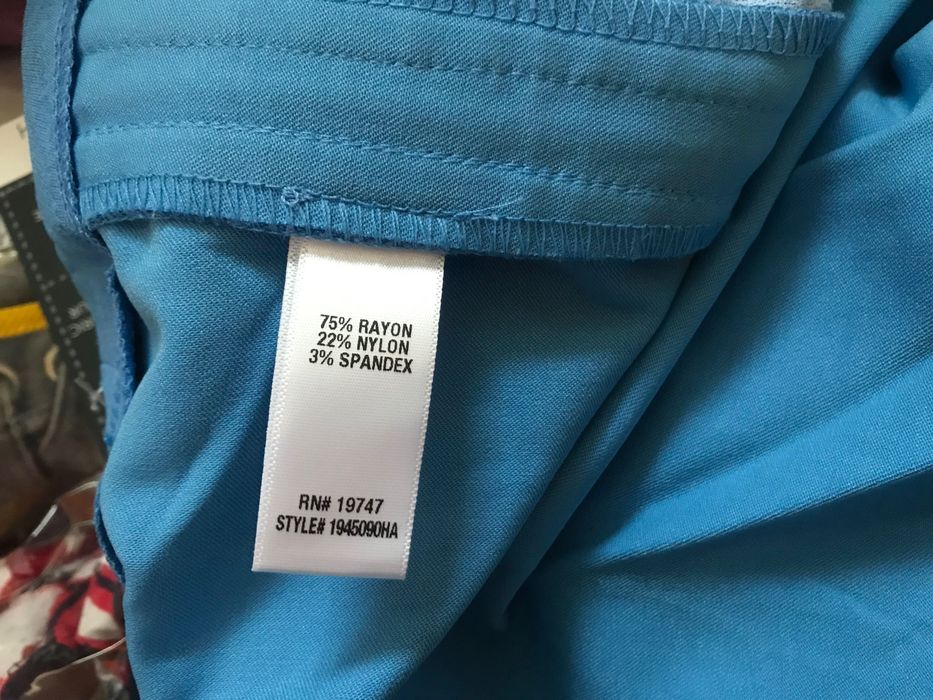 75% RAYON
22% NYLON
3% SPANDEX
RN# 19747
STYLE# 1945090HA